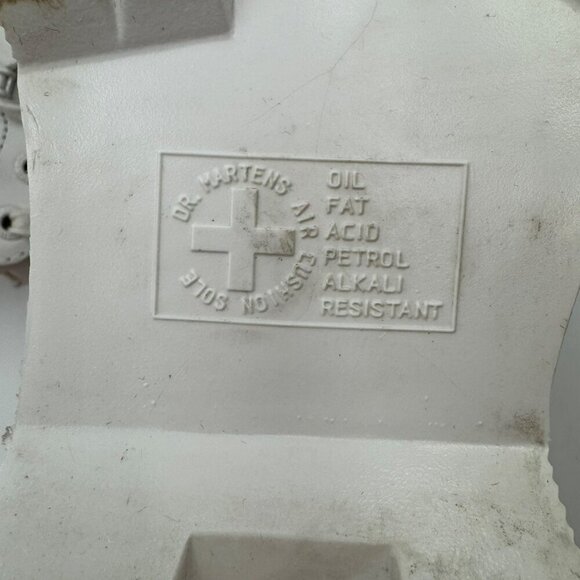 DR. MARTENS AIR CUSHION SOLE
OIL
FAT
ACID
PETROL
ALKALI
RESISTANT